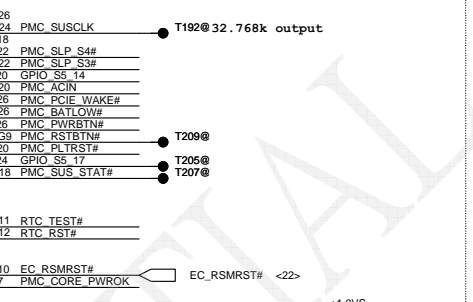 26
24 PMC_SUSCLK T192@ 32.768k output
18
22 PMC_SLP_S4#
22 PMC_SLP_S3#
20 GPIO_S5_14
20 PMC_ACIN
26 PMC_PCIE_WAKE#
26 PMC_BATLOW#
26 PMC_PWRBTN#
G9 PMC_RSTBTN# T209@
20 PMC_PLTRST#
24 GPIO_S5_17 T205@
18 PMC_SUS_STAT# T207@
11 RTC_TEST#
12 RTC_RST#
10 EC_RSMRST# EC_RSMRST# <22>
7 PMC_CORE_PWROK